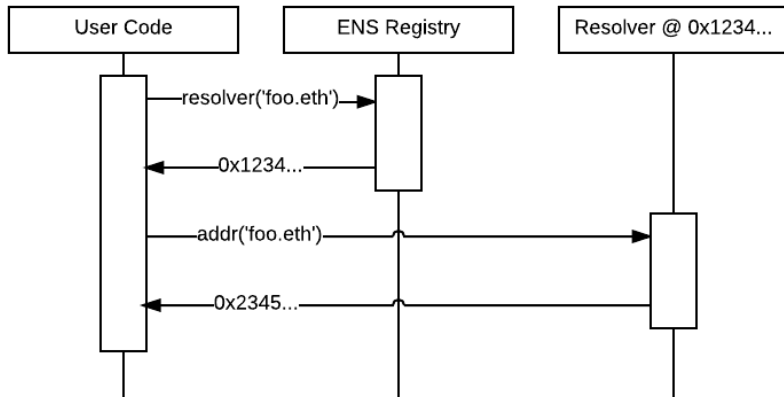 User Code
ENS Registry
Resolver @ 0x1234...
resolver('foo.eth')
0x1234...
addr('foo.eth')
0x2345...